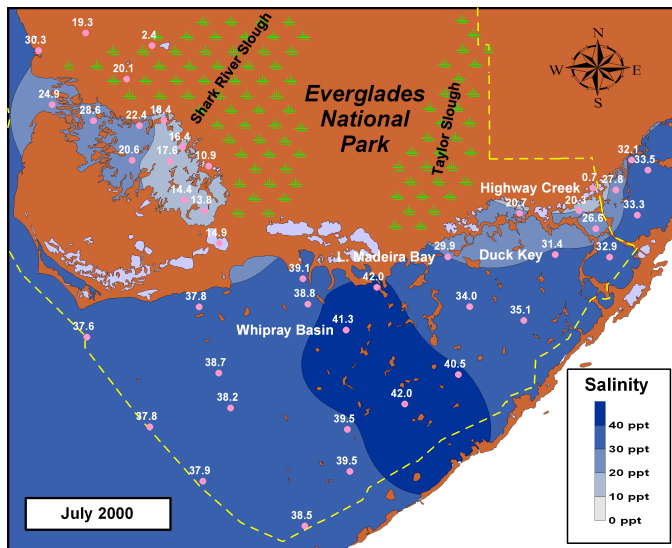 19.3
2.4
30.3
20.1
Shark River Slough
Everglades
National
Park
Taylor Slough
N
W E
S
24.9
28.6
22.4
18.4
16.4
20.6
17.6
10.9
14.4
13.8
14.9
32.1
33.5
0.7
27.8
Highway Creek
20.7
20.3
33.3
26.6
29.9
Duck Key
31.4
32.9
L. Madeira Bay
39.1
42.0
37.8
38.8
34.0
35.1
Whipray Basin
41.3
37.6
38.7
40.5
38.2
42.0
37.8
39.5
39.5
37.9
38.5
Salinity
40 ppt
30 ppt
20 ppt
10 ppt
0 ppt
July 2000